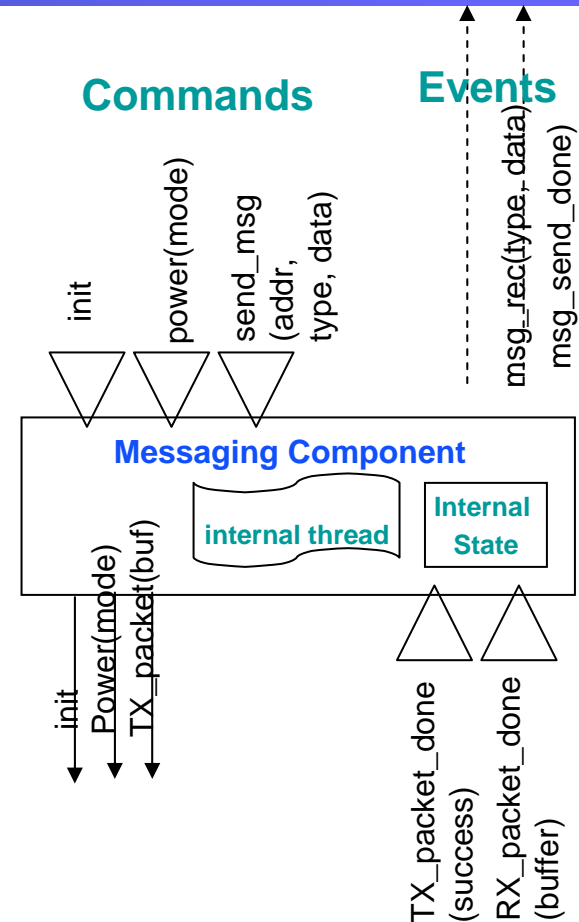 Commands
Events
init
power(mode)
send_msg
(addr,
type, data)
msg_rec(type, data)
msg_send_done)
Messaging Component
internal thread
Internal
State
init
Power(mode)
TX_packet(buf)
TX_packet_done
(success)
RX_packet_done
(buffer)